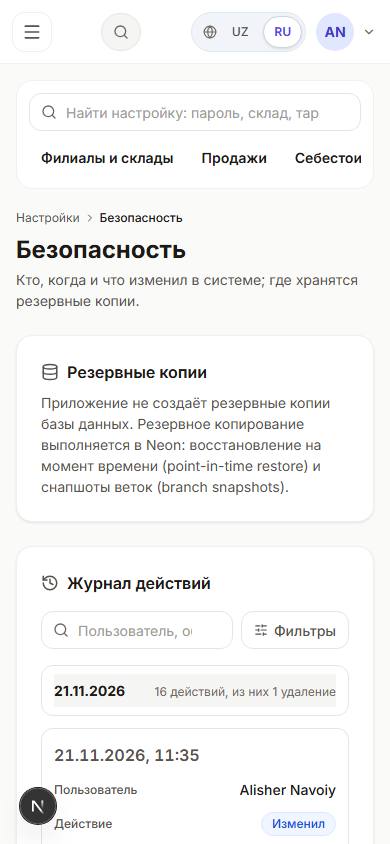 UZ RU AN
Найти настройку: пароль, склад, тар
Филиалы и склады Продажи Себестои
Настройки > Безопасность
Безопасность
Кто, когда и что изменил в системе; где хранятся
резервные копии.
Резервные копии
Приложение не создаёт резервные копии
базы данных. Резервное копирование
выполняется в Neon: восстановление на
момент времени (point-in-time restore) и
снапшоты веток (branch snapshots).
Журнал действий
Пользователь, о Фильтры
21.11.2026 16 действий, из них 1 удаление
21.11.2026, 11:35
Пользователь Alisher Navoiy
N
Действие Изменил